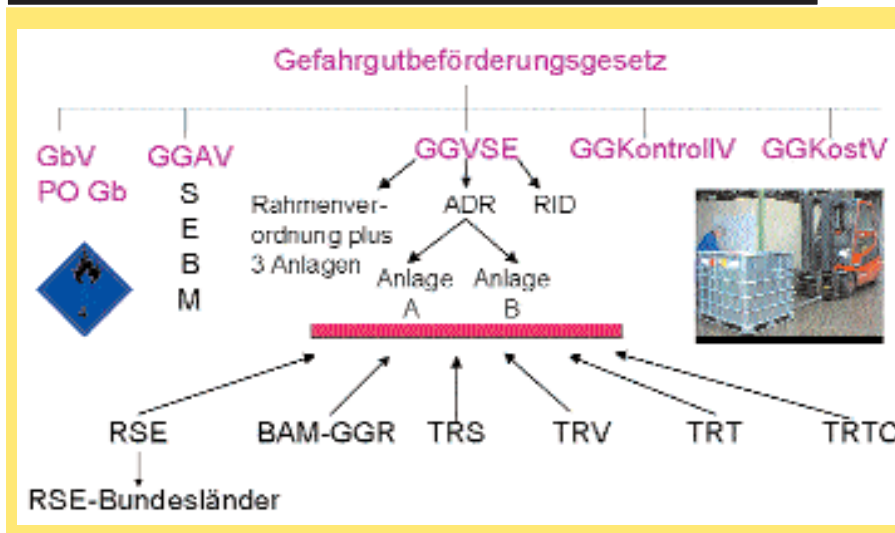 Gefahrgutbeförderungsgesetz
GbV
PO Gb
GGAV
S
E
B
M
GGVSE
GGKontrollV
GGKostV
Rahmenver-
ordnung plus
3 Anlagen
ADR
RID
Anlage
A
Anlage
B
RSE
BAM-GGR
TRS
TRV
TRT
TRTC
RSE-Bundesländer